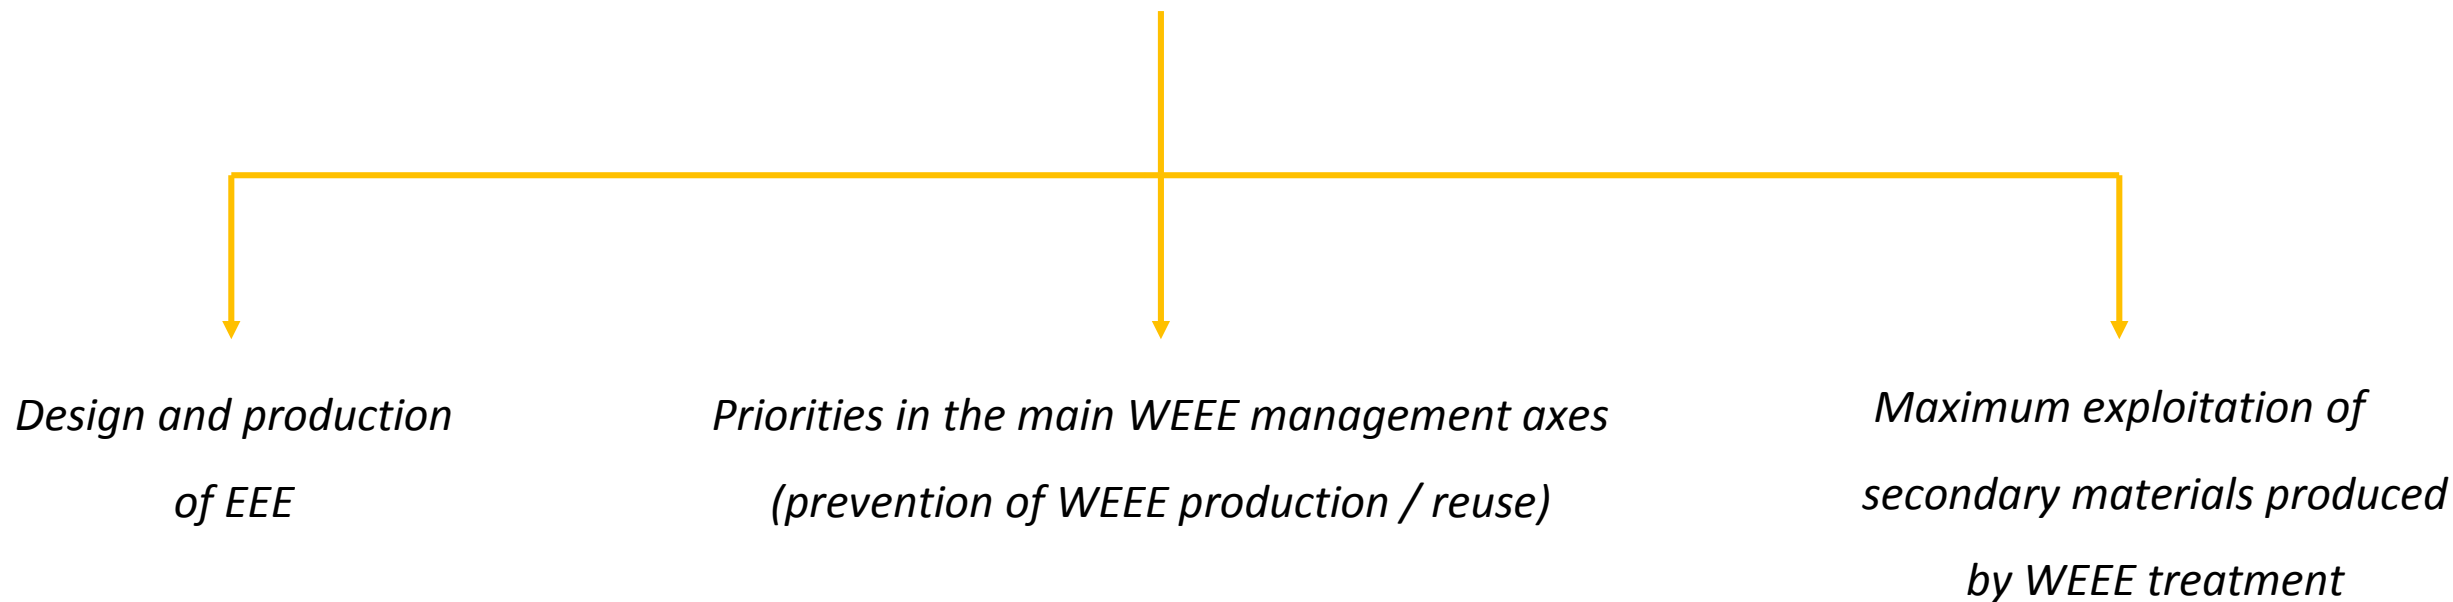 Design and production
of EEE
Priorities in the main WEEE management axes
(prevention of WEEE production / reuse)
Maximum exploitation of
secondary materials produced
by WEEE treatment